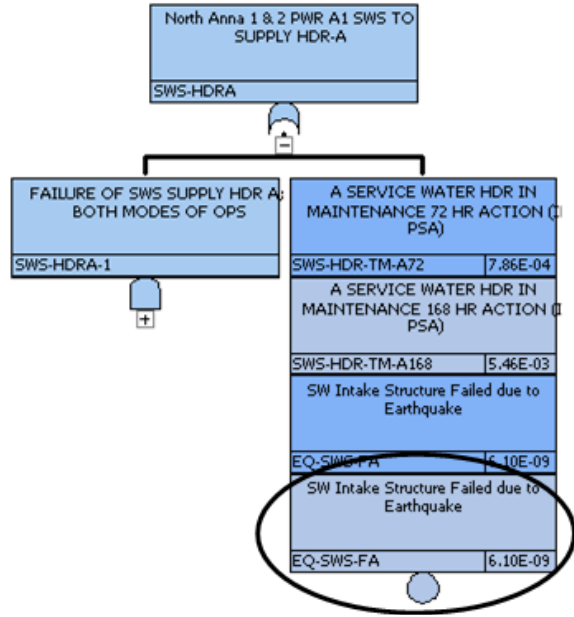 North Anna 1 & 2 PWR A1 SWS TO
SUPPLY HDR-A
SWS-HDRA
−
FAILURE OF SWS SUPPLY HDR A;
BOTH MODES OF OPS
SWS-HDRA-1
+
A SERVICE WATER HDR IN
MAINTENANCE 72 HR ACTION (I
PSA)
SWS-HDR-TM-A72 7.86E-04
A SERVICE WATER HDR IN
MAINTENANCE 168 HR ACTION (I
PSA)
SWS-HDR-TM-A168 5.46E-03
SW Intake Structure Failed due to
Earthquake
EQ-SWS-FA 6.10E-09
SW Intake Structure Failed due to
Earthquake
EQ-SWS-FA 6.10E-09